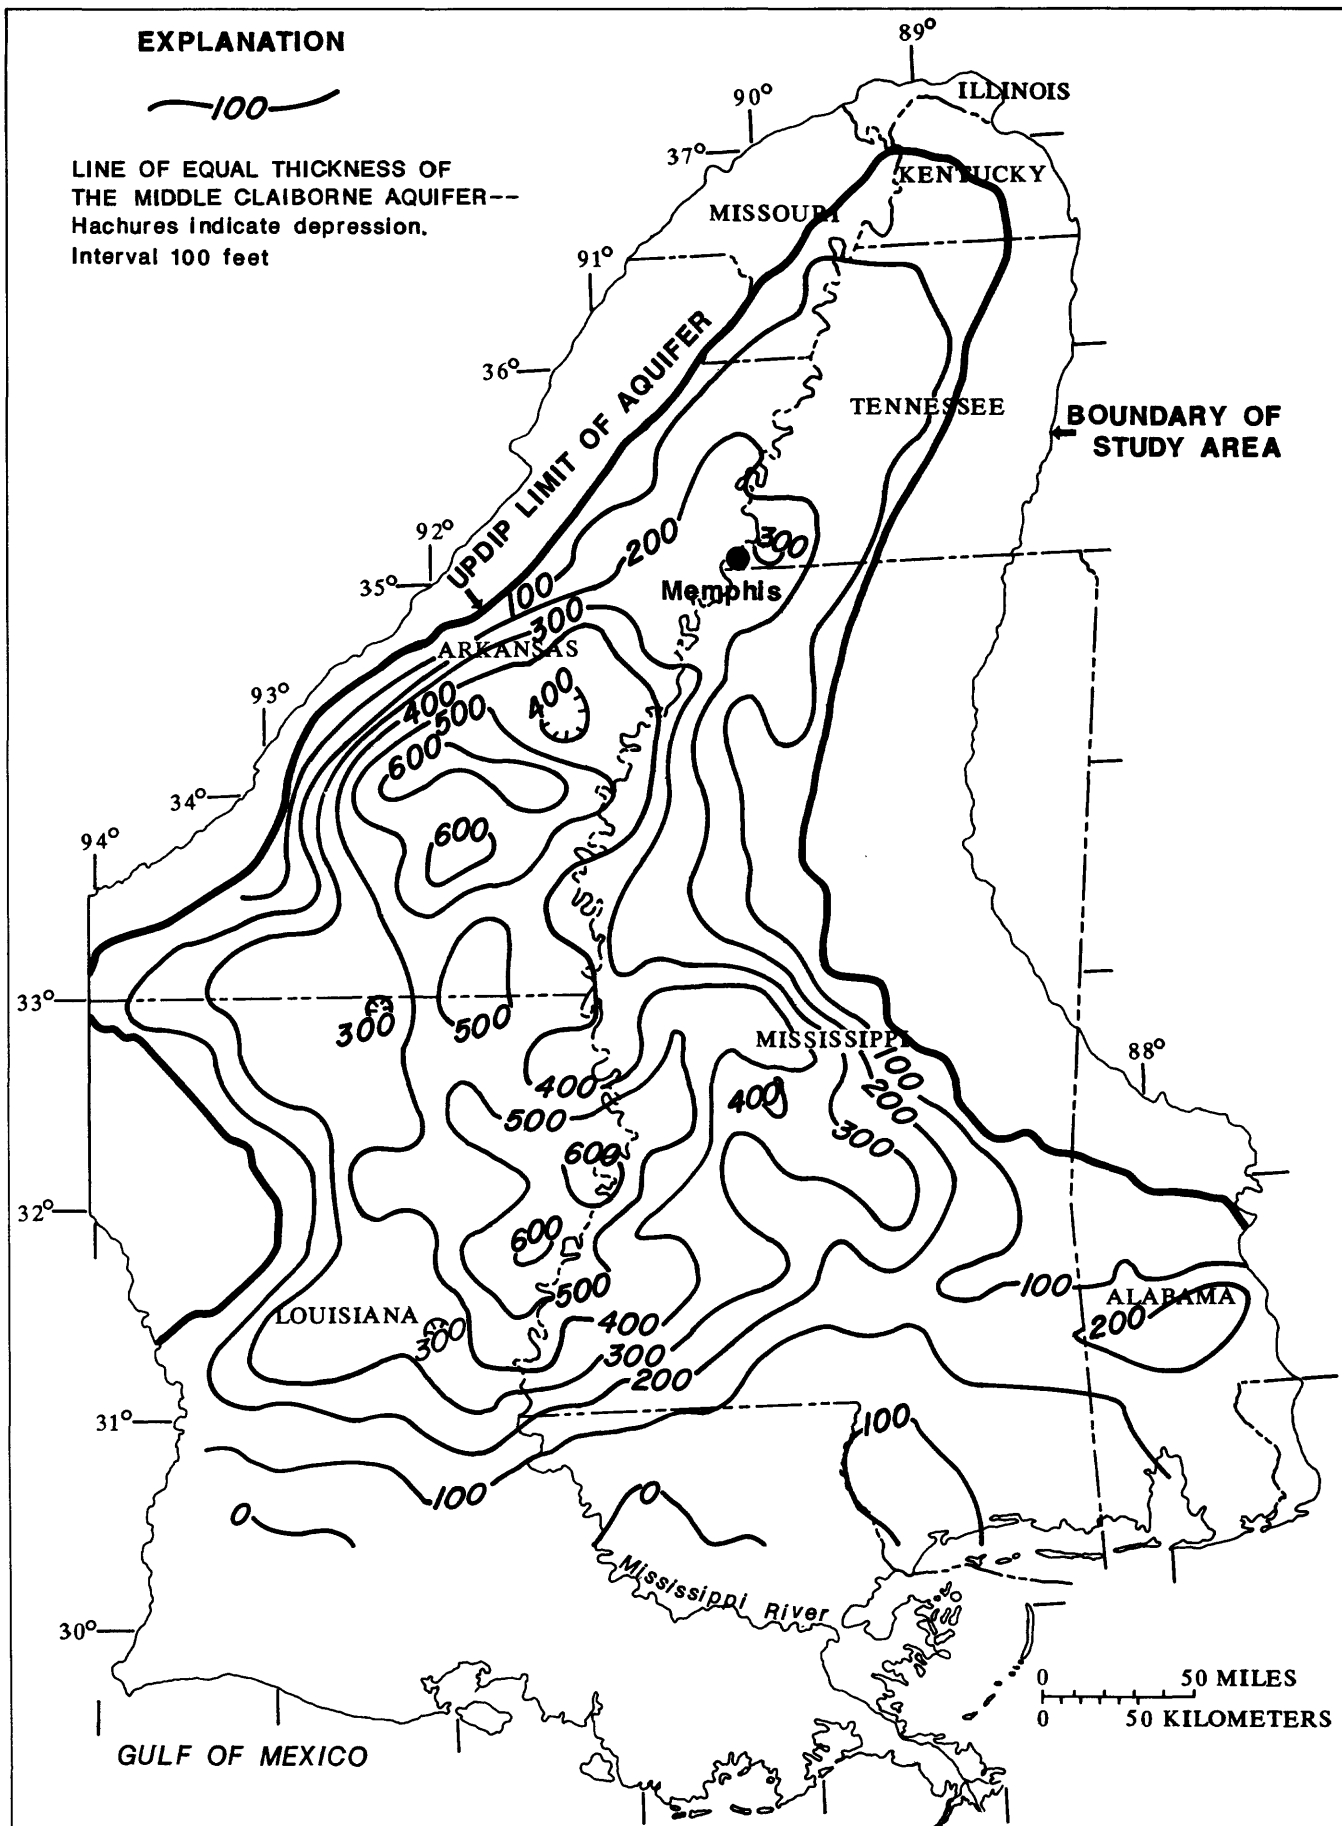 EXPLANATION
100
LINE OF EQUAL THICKNESS OF
THE MIDDLE CLAIBORNE AQUIFER--
Hachures indicate depression.
Interval 100 feet
89°
90°
ILLINOIS
37°
KENTUCKY
MISSOURI
91°
UPDIP LIMIT OF AQUIFER
36°
TENNESSEE
BOUNDARY OF
STUDY AREA
92°
200
300
35°
Memphis
100
300
ARKANSAS
93°
400
400
500
600
34°
94°
600
33°
300
500
MISSISSIPPI
100
88°
400
400
200
500
300
600
32°
600
500
100
ALABAMA
200
LOUISIANA
300
400
300
200
31°
100
100
0
0
Mississippi River
30°
0 50 MILES
0 50 KILOMETERS
GULF OF MEXICO